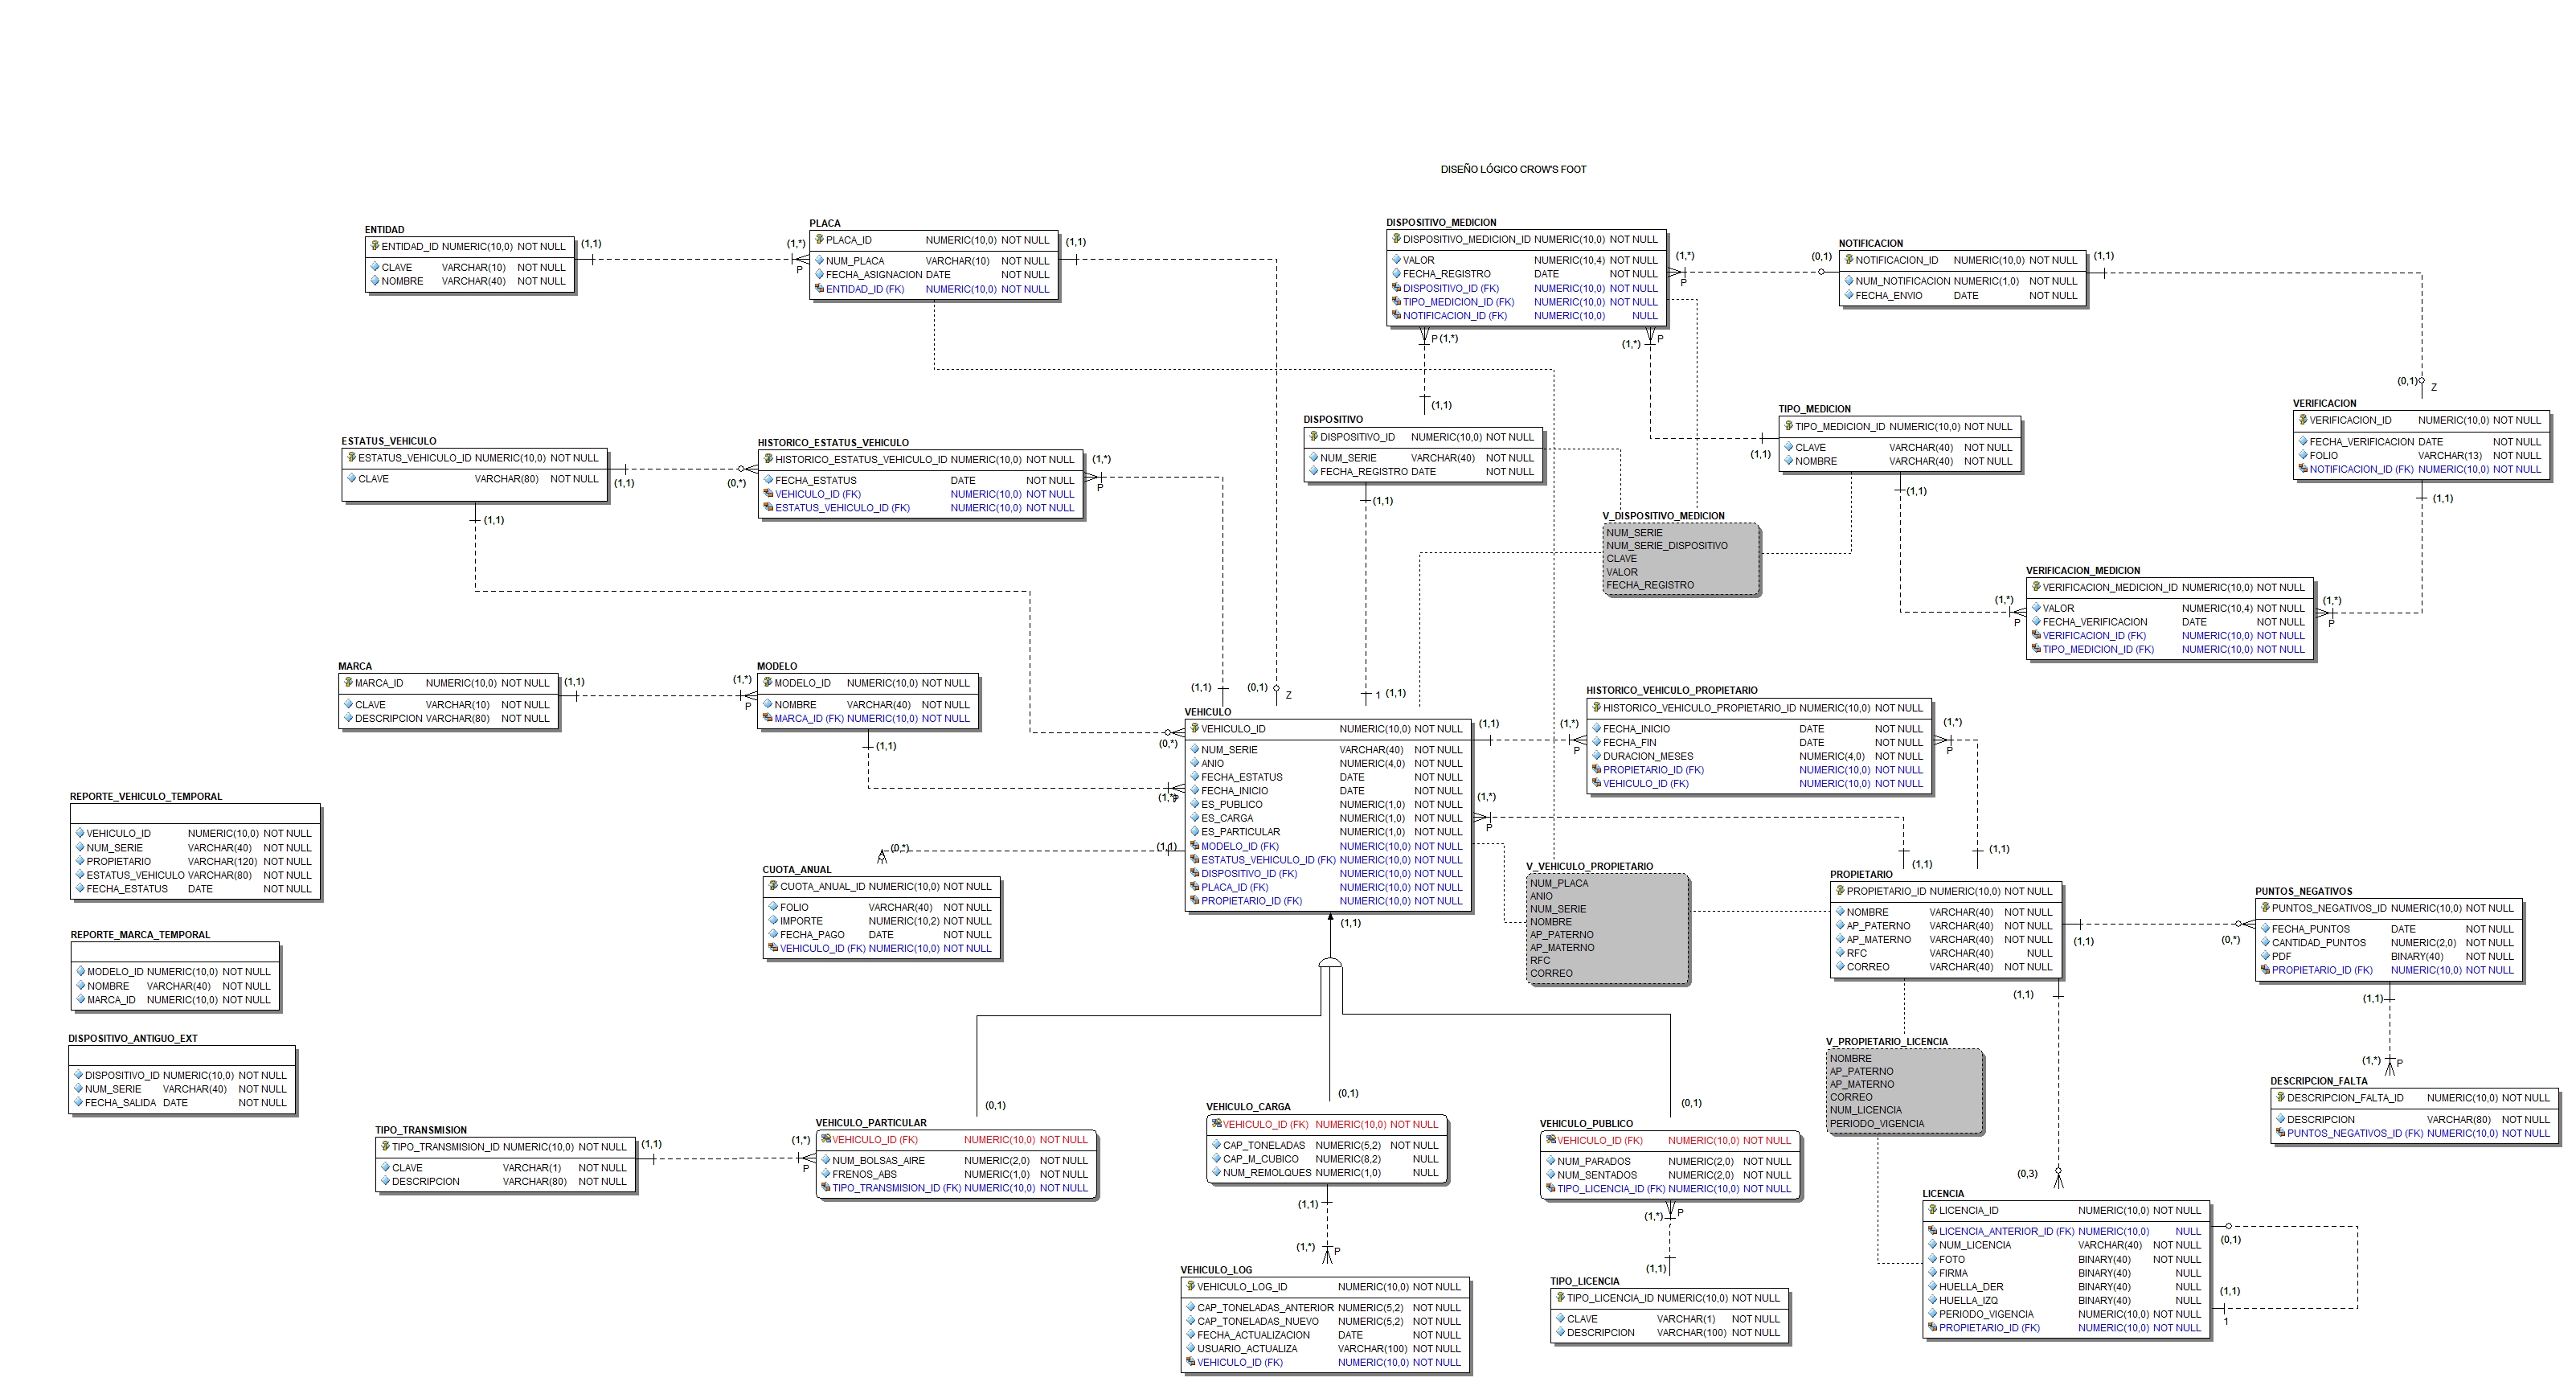 DISEÑO LÓGICO CROW'S FOOT
ENTIDAD
ENTIDAD_ID NUMERIC(10,0) NOT NULL
CLAVE VARCHAR(10) NOT NULL
NOMBRE VARCHAR(40) NOT NULL
(1,1)
(1,*)
P
PLACA
PLACA_ID NUMERIC(10,0) NOT NULL
NUM_PLACA VARCHAR(10) NOT NULL
FECHA_ASIGNACION DATE NOT NULL
ENTIDAD_ID (FK) NUMERIC(10,0) NOT NULL
(1,1)
DISPOSITIVO_MEDICION
DISPOSITIVO_MEDICION_ID NUMERIC(10,0) NOT NULL
VALOR NUMERIC(10,4) NOT NULL
FECHA_REGISTRO DATE NOT NULL
DISPOSITIVO_ID (FK) NUMERIC(10,0) NOT NULL
TIPO_MEDICION_ID (FK) NUMERIC(10,0) NOT NULL
NOTIFICACION_ID (FK) NUMERIC(10,0) NULL
(1,*)
P
(0,1)
NOTIFICACION
NOTIFICACION_ID NUMERIC(10,0) NOT NULL
NUM_NOTIFICACION NUMERIC(1,0) NOT NULL
FECHA_ENVIO DATE NOT NULL
(1,1)
P (1,*)
(1,*) P
(1,1)
(0,1) Z
ESTATUS_VEHICULO
ESTATUS_VEHICULO_ID NUMERIC(10,0) NOT NULL
CLAVE VARCHAR(80) NOT NULL
(1,1)
(0,*)
(1,1)
HISTORICO_ESTATUS_VEHICULO
HISTORICO_ESTATUS_VEHICULO_ID NUMERIC(10,0) NOT NULL
FECHA_ESTATUS DATE NOT NULL
VEHICULO_ID (FK) NUMERIC(10,0) NOT NULL
ESTATUS_VEHICULO_ID (FK) NUMERIC(10,0) NOT NULL
(1,*)
P
DISPOSITIVO
DISPOSITIVO_ID NUMERIC(10,0) NOT NULL
NUM_SERIE VARCHAR(40) NOT NULL
FECHA_REGISTRO DATE NOT NULL
(1,1)
TIPO_MEDICION
TIPO_MEDICION_ID NUMERIC(10,0) NOT NULL
CLAVE VARCHAR(40) NOT NULL
NOMBRE VARCHAR(40) NOT NULL
(1,1)
(1,1)
VERIFICACION
VERIFICACION_ID NUMERIC(10,0) NOT NULL
FECHA_VERIFICACION DATE NOT NULL
FOLIO VARCHAR(13) NOT NULL
NOTIFICACION_ID (FK) NUMERIC(10,0) NOT NULL
(1,1)
V_DISPOSITIVO_MEDICION
NUM_SERIE
NUM_SERIE_DISPOSITIVO
CLAVE
VALOR
FECHA_REGISTRO
VERIFICACION_MEDICION
VERIFICACION_MEDICION_ID NUMERIC(10,0) NOT NULL
VALOR NUMERIC(10,4) NOT NULL
FECHA_VERIFICACION DATE NOT NULL
VERIFICACION_ID (FK) NUMERIC(10,0) NOT NULL
TIPO_MEDICION_ID (FK) NUMERIC(10,0) NOT NULL
(1,*)
P
(1,*)
P
MARCA
MARCA_ID NUMERIC(10,0) NOT NULL
CLAVE VARCHAR(10) NOT NULL
DESCRIPCION VARCHAR(80) NOT NULL
(1,1)
(1,*)
P
MODELO
MODELO_ID NUMERIC(10,0) NOT NULL
NOMBRE VARCHAR(40) NOT NULL
MARCA_ID (FK) NUMERIC(10,0) NOT NULL
(1,1)
(1,1)
(0,1) Z
1 (1,1)
VEHICULO
VEHICULO_ID NUMERIC(10,0) NOT NULL
NUM_SERIE VARCHAR(40) NOT NULL
ANIO NUMERIC(4,0) NOT NULL
FECHA_ESTATUS DATE NOT NULL
FECHA_INICIO DATE NOT NULL
ES_PUBLICO NUMERIC(1,0) NOT NULL
ES_CARGA NUMERIC(1,0) NOT NULL
ES_PARTICULAR NUMERIC(1,0) NOT NULL
MODELO_ID (FK) NUMERIC(10,0) NOT NULL
ESTATUS_VEHICULO_ID (FK) NUMERIC(10,0) NOT NULL
DISPOSITIVO_ID (FK) NUMERIC(10,0) NOT NULL
PLACA_ID (FK) NUMERIC(10,0) NOT NULL
PROPIETARIO_ID (FK) NUMERIC(10,0) NOT NULL
(0,*)
(1,*)
P
(1,1)
(0,*)
(1,1)
(1,*)
P
(1,*)
P
(1,1)
HISTORICO_VEHICULO_PROPIETARIO
HISTORICO_VEHICULO_PROPIETARIO_ID NUMERIC(10,0) NOT NULL
FECHA_INICIO DATE NOT NULL
FECHA_FIN DATE NOT NULL
DURACION_MESES NUMERIC(4,0) NOT NULL
PROPIETARIO_ID (FK) NUMERIC(10,0) NOT NULL
VEHICULO_ID (FK) NUMERIC(10,0) NOT NULL
(1,*)
P
(1,1)
(1,1)
REPORTE_VEHICULO_TEMPORAL
VEHICULO_ID NUMERIC(10,0) NOT NULL
NUM_SERIE VARCHAR(40) NOT NULL
PROPIETARIO VARCHAR(120) NOT NULL
ESTATUS_VEHICULO VARCHAR(80) NOT NULL
FECHA_ESTATUS DATE NOT NULL
CUOTA_ANUAL
CUOTA_ANUAL_ID NUMERIC(10,0) NOT NULL
FOLIO VARCHAR(40) NOT NULL
IMPORTE NUMERIC(10,2) NOT NULL
FECHA_PAGO DATE NOT NULL
VEHICULO_ID (FK) NUMERIC(10,0) NOT NULL
V_VEHICULO_PROPIETARIO
NUM_PLACA
ANIO
NUM_SERIE
NOMBRE
AP_PATERNO
AP_MATERNO
RFC
CORREO
PROPIETARIO
PROPIETARIO_ID NUMERIC(10,0) NOT NULL
NOMBRE VARCHAR(40) NOT NULL
AP_PATERNO VARCHAR(40) NOT NULL
AP_MATERNO VARCHAR(40) NOT NULL
RFC VARCHAR(40) NULL
CORREO VARCHAR(40) NOT NULL
(1,1)
(0,*)
(1,1)
PUNTOS_NEGATIVOS
PUNTOS_NEGATIVOS_ID NUMERIC(10,0) NOT NULL
FECHA_PUNTOS DATE NOT NULL
CANTIDAD_PUNTOS NUMERIC(2,0) NOT NULL
PDF BINARY(40) NOT NULL
PROPIETARIO_ID (FK) NUMERIC(10,0) NOT NULL
(1,1)
(1,*) P
REPORTE_MARCA_TEMPORAL
MODELO_ID NUMERIC(10,0) NOT NULL
NOMBRE VARCHAR(40) NOT NULL
MARCA_ID NUMERIC(10,0) NOT NULL
DISPOSITIVO_ANTIGUO_EXT
DISPOSITIVO_ID NUMERIC(10,0) NOT NULL
NUM_SERIE VARCHAR(40) NOT NULL
FECHA_SALIDA DATE NOT NULL
V_PROPIETARIO_LICENCIA
NOMBRE
AP_PATERNO
AP_MATERNO
CORREO
NUM_LICENCIA
PERIODO_VIGENCIA
DESCRIPCION_FALTA
DESCRIPCION_FALTA_ID NUMERIC(10,0) NOT NULL
DESCRIPCION VARCHAR(80) NOT NULL
PUNTOS_NEGATIVOS_ID (FK) NUMERIC(10,0) NOT NULL
TIPO_TRANSMISION
TIPO_TRANSMISION_ID NUMERIC(10,0) NOT NULL
CLAVE VARCHAR(1) NOT NULL
DESCRIPCION VARCHAR(80) NOT NULL
(1,1)
(1,*)
P
(0,1)
VEHICULO_PARTICULAR
VEHICULO_ID (FK) NUMERIC(10,0) NOT NULL
NUM_BOLSAS_AIRE NUMERIC(2,0) NOT NULL
FRENOS_ABS NUMERIC(1,0) NOT NULL
TIPO_TRANSMISION_ID (FK) NUMERIC(10,0) NOT NULL
(0,1)
VEHICULO_CARGA
VEHICULO_ID (FK) NUMERIC(10,0) NOT NULL
CAP_TONELADAS NUMERIC(5,2) NOT NULL
CAP_M_CUBICO NUMERIC(8,2) NULL
NUM_REMOLQUES NUMERIC(1,0) NULL
(1,1)
(1,*) P
(0,1)
VEHICULO_PUBLICO
VEHICULO_ID (FK) NUMERIC(10,0) NOT NULL
NUM_PARADOS NUMERIC(2,0) NOT NULL
NUM_SENTADOS NUMERIC(2,0) NOT NULL
TIPO_LICENCIA_ID (FK) NUMERIC(10,0) NOT NULL
(1,*) P
(1,1)
(0,3)
LICENCIA
LICENCIA_ID NUMERIC(10,0) NOT NULL
LICENCIA_ANTERIOR_ID (FK) NUMERIC(10,0) NULL
NUM_LICENCIA VARCHAR(40) NOT NULL
FOTO BINARY(40) NOT NULL
FIRMA BINARY(40) NULL
HUELLA_DER BINARY(40) NULL
HUELLA_IZQ BINARY(40) NULL
PERIODO_VIGENCIA NUMERIC(10,0) NOT NULL
PROPIETARIO_ID (FK) NUMERIC(10,0) NOT NULL
(0,1)
(1,1)
1
VEHICULO_LOG
VEHICULO_LOG_ID NUMERIC(10,0) NOT NULL
CAP_TONELADAS_ANTERIOR NUMERIC(5,2) NOT NULL
CAP_TONELADAS_NUEVO NUMERIC(5,2) NOT NULL
FECHA_ACTUALIZACION DATE NOT NULL
USUARIO_ACTUALIZA VARCHAR(100) NOT NULL
VEHICULO_ID (FK) NUMERIC(10,0) NOT NULL
TIPO_LICENCIA
TIPO_LICENCIA_ID NUMERIC(10,0) NOT NULL
CLAVE VARCHAR(1) NOT NULL
DESCRIPCION VARCHAR(100) NOT NULL